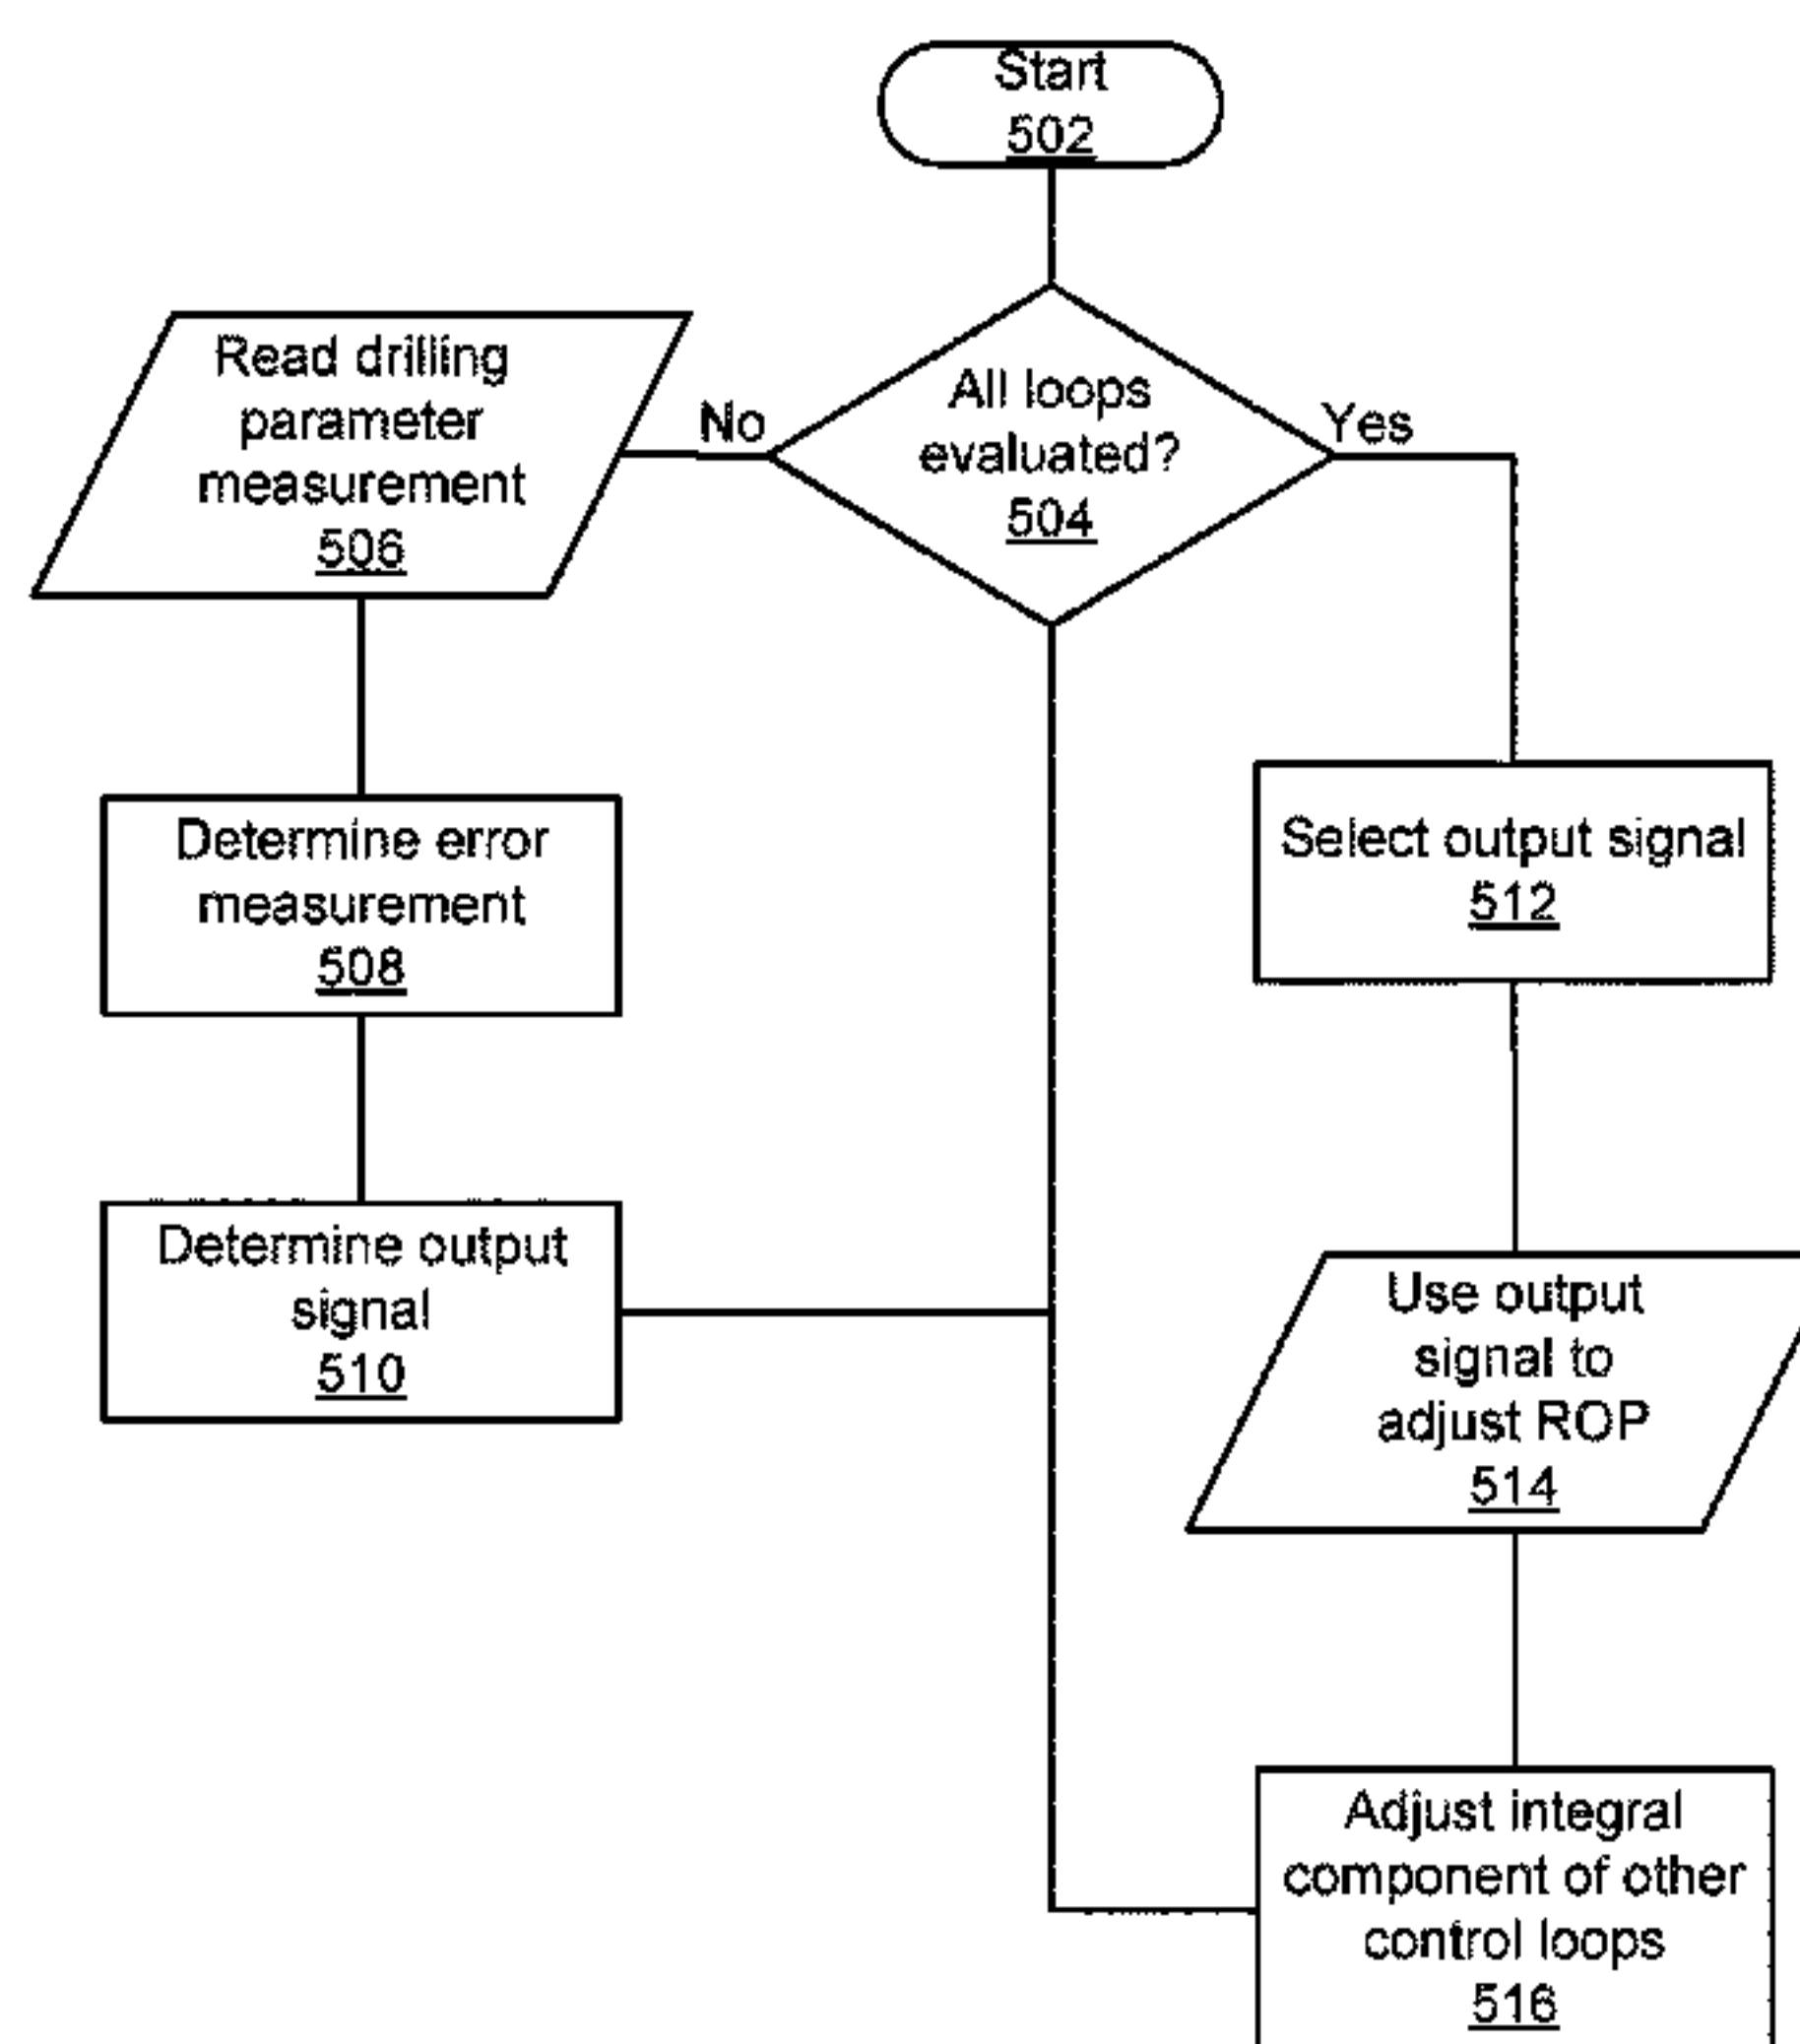 Start
502
All loops
evaluated?
504
No
Yes
Read drilling
parameter
measurement
506
Determine error
measurement
508
Determine output
signal
510
Select output signal
512
Use output
signal to
adjust ROP
514
Adjust integral
component of other
control loops
516